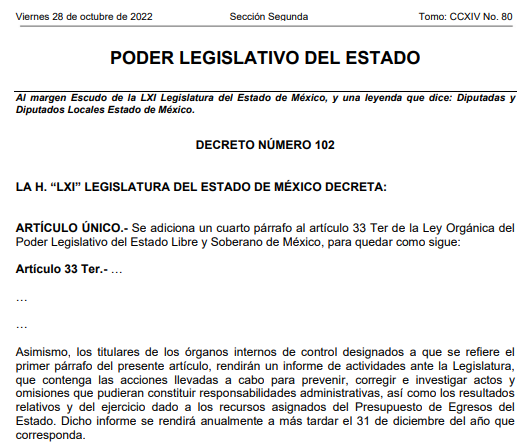 Viernes 28 de octubre de 2022 Sección Segunda Tomo: CCXIV No. 80
PODER LEGISLATIVO DEL ESTADO
Al margen Escudo de la LXI Legislatura del Estado de México, y una leyenda que dice: Diputadas y
Diputados Locales Estado de México.
DECRETO NÚMERO 102
LA H. “LXI” LEGISLATURA DEL ESTADO DE MÉXICO DECRETA:
ARTÍCULO ÚNICO.- Se adiciona un cuarto párrafo al artículo 33 Ter de la Ley Orgánica del
Poder Legislativo del Estado Libre y Soberano de México, para quedar como sigue:
Artículo 33 Ter.- …
…
…
Asimismo, los titulares de los órganos internos de control designados a que se refiere el
primer párrafo del presente artículo, rendirán un informe de actividades ante la Legislatura,
que contenga las acciones llevadas a cabo para prevenir, corregir e investigar actos y
omisiones que pudieran constituir responsabilidades administrativas, así como los resultados
relativos y del ejercicio dado a los recursos asignados del Presupuesto de Egresos del
Estado. Dicho informe se rendirá anualmente a más tardar el 31 de diciembre del año que
corresponda.